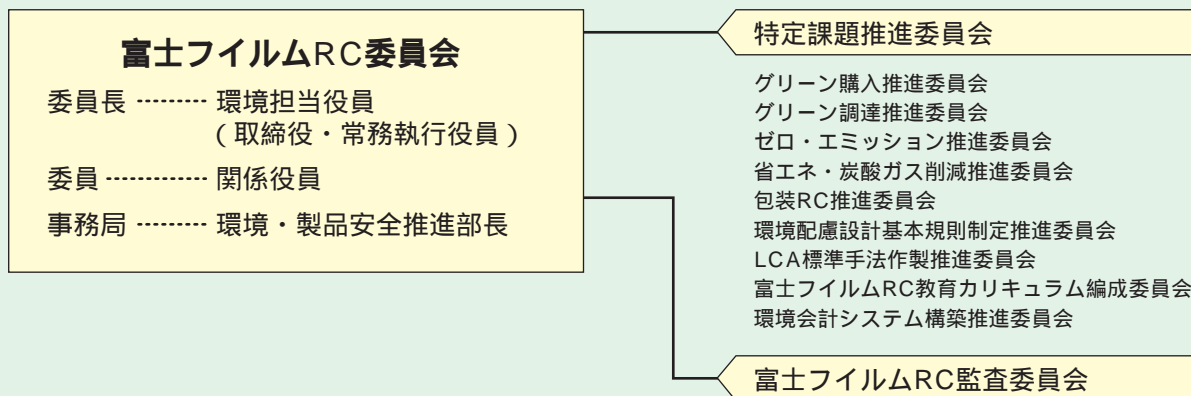 富士フイルムRC委員会
委員長 ········· 環境担当役員
（取締役・常務執行役員）
委員 ············· 関係役員
事務局 ········· 環境・製品安全推進部長
特定課題推進委員会
グリーン購入推進委員会
グリーン調達推進委員会
ゼロ・エミッション推進委員会
省エネ・炭酸ガス削減推進委員会
包装RC推進委員会
環境配慮設計基本規則制定推進委員会
LCA標準手法作製推進委員会
富士フイルムRC教育カリキュラム編成委員会
環境会計システム構築推進委員会
富士フイルムRC監査委員会